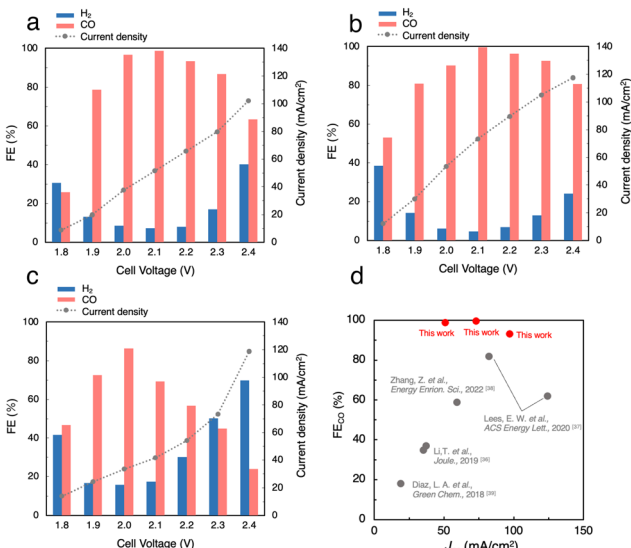 a
H₂
CO
Current density
100
80
60
40
20
0
FE (%)
140
120
100
80
60
40
20
0
Current density (mA/cm²)
1.8 1.9 2.0 2.1 2.2 2.3 2.4
Cell Voltage (V)
b
H₂
CO
Current density
100
80
60
40
20
0
FE (%)
140
120
100
80
60
40
20
0
Current density (mA/cm²)
1.8 1.9 2.0 2.1 2.2 2.3 2.4
Cell Voltage (V)
c
H₂
CO
Current density
100
80
60
40
20
0
FE (%)
140
120
100
80
60
40
20
0
Current density (mA/cm²)
1.8 1.9 2.0 2.1 2.2 2.3 2.4
Cell Voltage (V)
d
100
80
60
40
20
0
FE_CO (%)
This work This work This work
Zhang, Z. et al.,
Energy Enrion. Sci., 2022 [38]
Lees, E. W. et al.,
ACS Energy Lett., 2020 [37]
Li,T. et al.,
Joule., 2019 [36]
Diaz, L. A. et al.,
Green Chem., 2018 [39]
0 50 100 150
(mA/cm²)